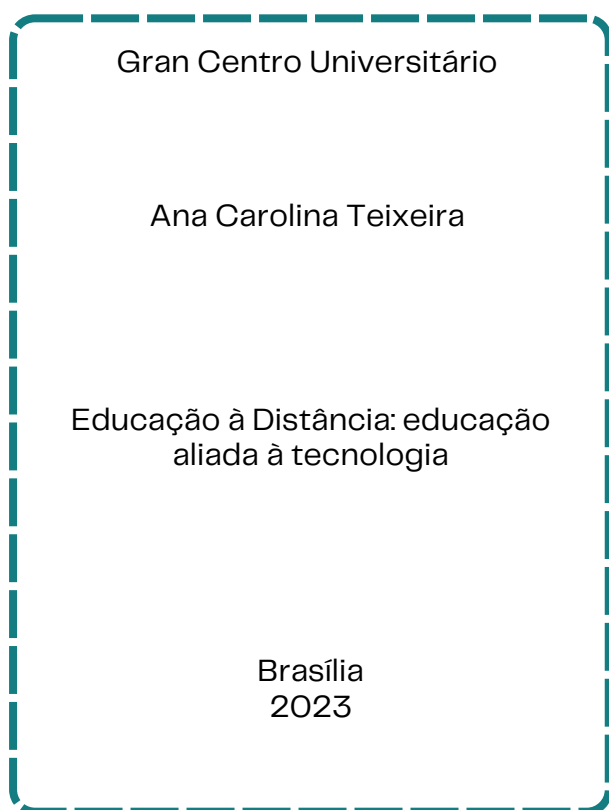 Gran Centro Universitário
Ana Carolina Teixeira
Educação à Distância: educação
aliada à tecnologia
Brasília
2023